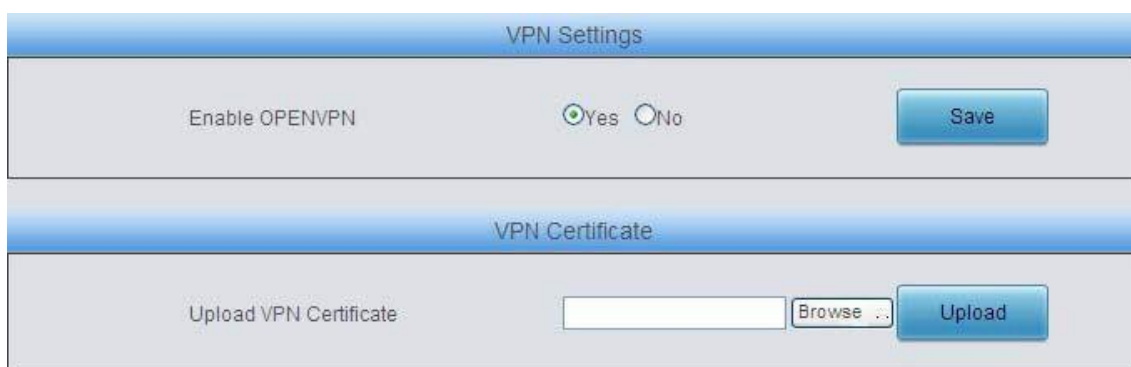 VPN Settings
Enable OPENVPN Yes No Save
VPN Certificate
Upload VPN Certificate Browse .. Upload